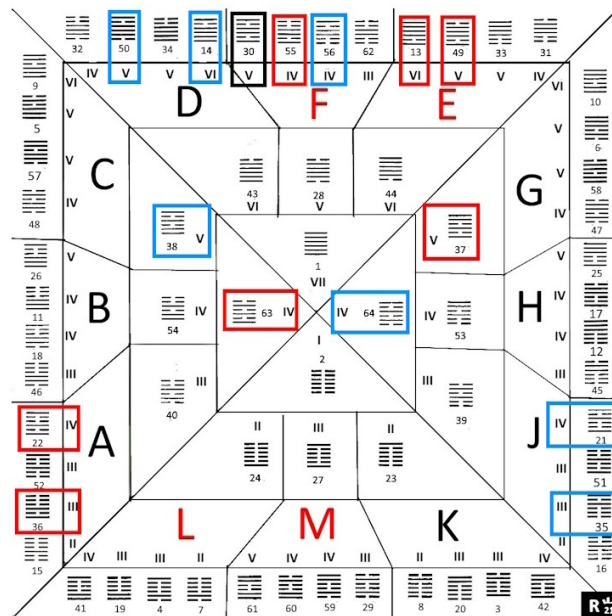 32 50 34 14 30 55 56 62 13 49 33 31
IV V V VI V IV IV III VI V V IV
9 VI D F E VI 10
5 V V 6
57 V C 43 28 44 G V 58
48 IV VI V VI IV 47
38 V V 37
26 V 1 V 25
11 IV B 54 IV 63 IV VII IV 64 IV 53 H IV 17
18 IV I IV 12
46 III 2 III 45
22 IV A 40 III III 39 J IV 21
52 III II III II III 51
36 III 24 27 23 III 35
15 II L M K II 16
IV III III II V IV IV III II III III IV
41 19 4 7 61 60 59 29 8 20 3 42